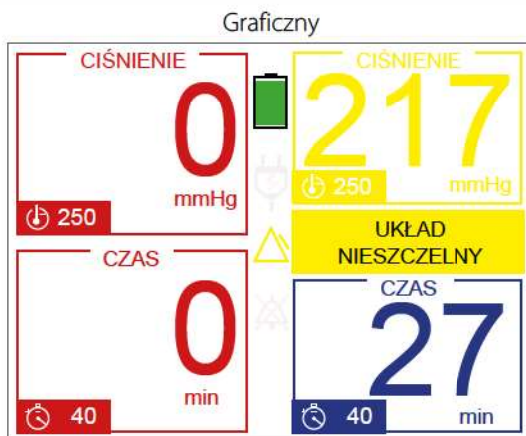 Graficzny
CIŚNIENIE
0
mmHg
250
CZAS
0
min
40
CIŚNIENIE
217
mmHg
250
UKŁAD
NIESZCZELNY
CZAS
27
min
40